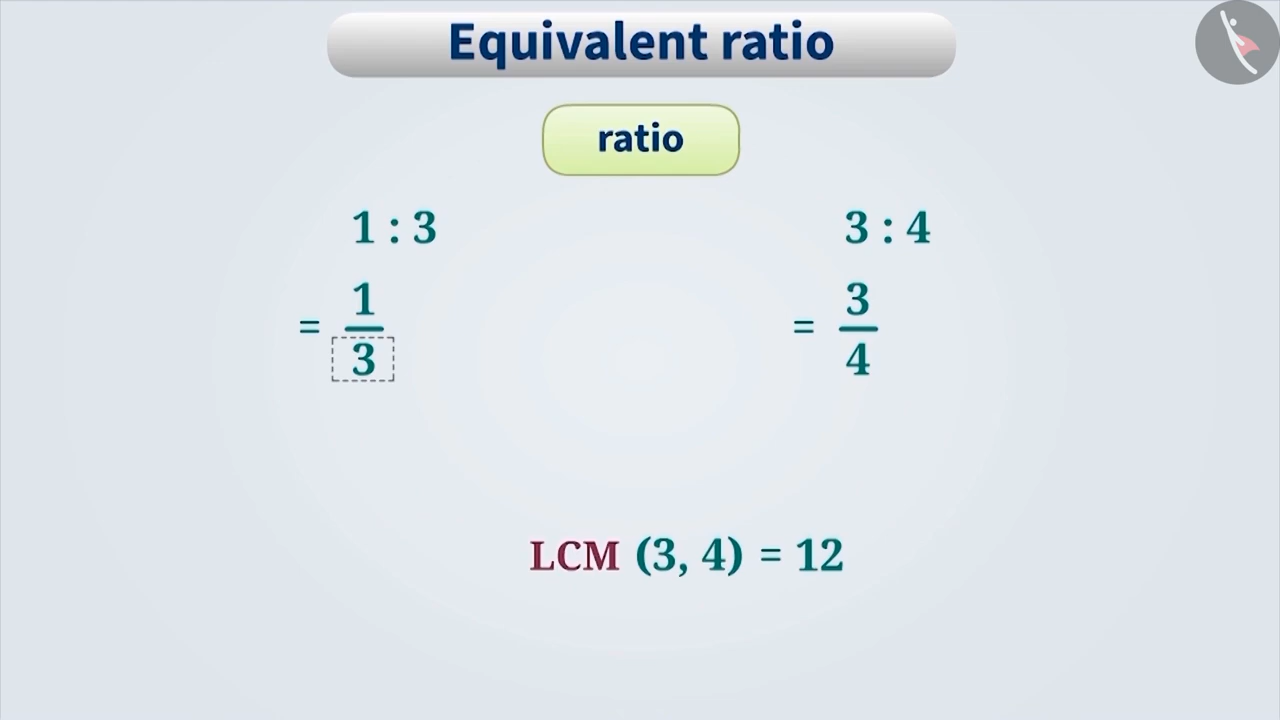 Equivalent ratio
ratio
1 : 3
3 : 4
= 1/3
= 3/4
LCM (3, 4) = 12